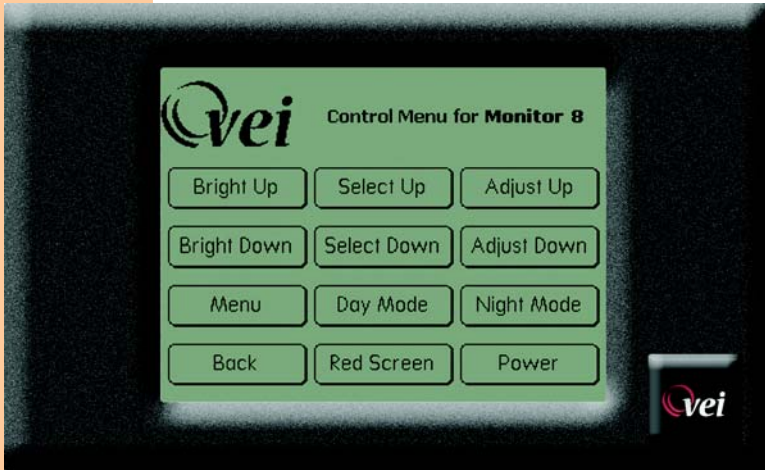 vei
Control Menu for Monitor 8
Bright Up
Select Up
Adjust Up
Bright Down
Select Down
Adjust Down
Menu
Day Mode
Night Mode
Back
Red Screen
Power
vei